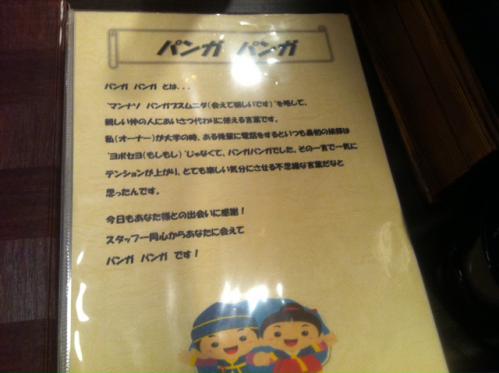 パンガ パンガ
パンガ パンガ とは．．．
"マンナソ パンガプスムニダ(会えて嬉しいです)"を略して、
親しい仲の人にあいさつ代わりに使える言葉です。
私(オーナー)が大学の時、ある後輩に電話をするといつも最初の挨拶は
"ヨボセヨ(もしもし)"じゃなくて、パンガパンガでした。その一言で一気に
テンションが上がり、とても楽しい気分にさせる不思議な言葉だなと
思ったんです。
今日もあなた様との出会いに感謝！
スタッフ一同心からあなたに会えて
パンガ パンガ です！